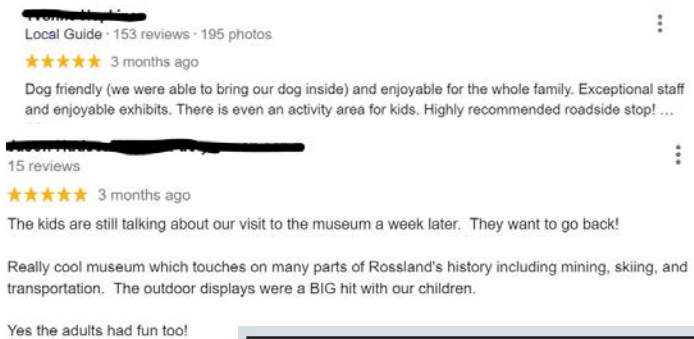 Local Guide · 153 reviews · 195 photos
3 months ago
Dog friendly (we were able to bring our dog inside) and enjoyable for the whole family. Exceptional staff
and enjoyable exhibits. There is even an activity area for kids. Highly recommended roadside stop! ...
15 reviews
3 months ago
The kids are still talking about our visit to the museum a week later. They want to go back!
Really cool museum which touches on many parts of Rossland's history including mining, skiing, and
transportation. The outdoor displays were a BIG hit with our children.
Yes the adults had fun too!